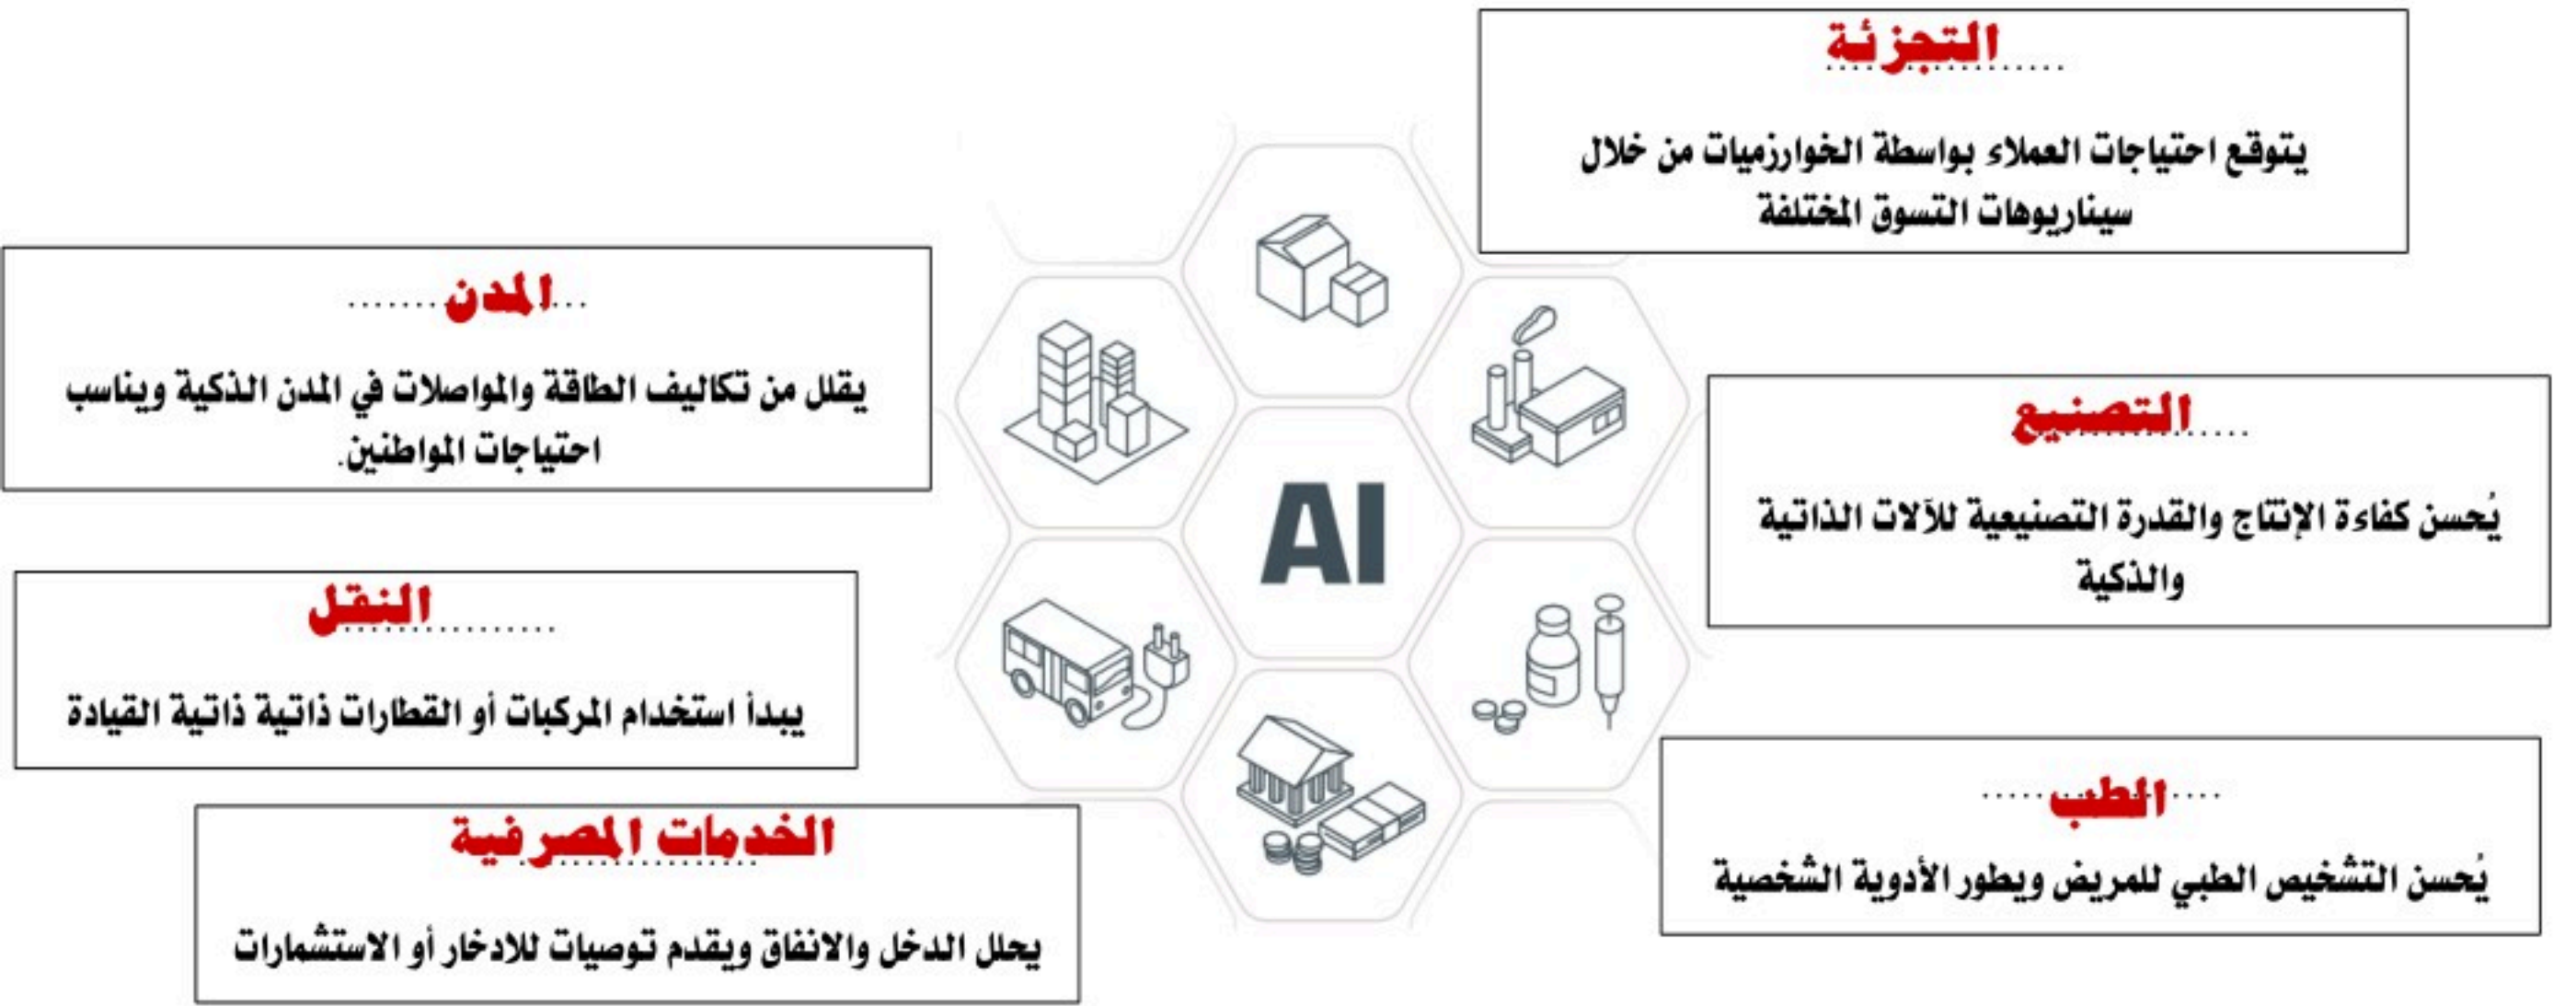 التجزئة
يتوقع احتياجات العملاء بواسطة الخوارزميات من خلال
سيناريوهات التسوق المختلفة
المدن
يقلل من تكاليف الطاقة والمواصلات في المدن الذكية ويناسب
احتياجات المواطنين.
التصنيع
يُحسن كفاءة الإنتاج والقدرة التصنيعية للآلات الذاتية
والذكية
AI
النقل
يبدأ استخدام المركبات أو القطارات ذاتية ذاتية القيادة
الطب
يُحسن التشخيص الطبي للمريض ويطور الأدوية الشخصية
الخدمات المصرفية
يحلل الدخل والانفاق ويقدم توصيات للادخار أو الاستشمارات